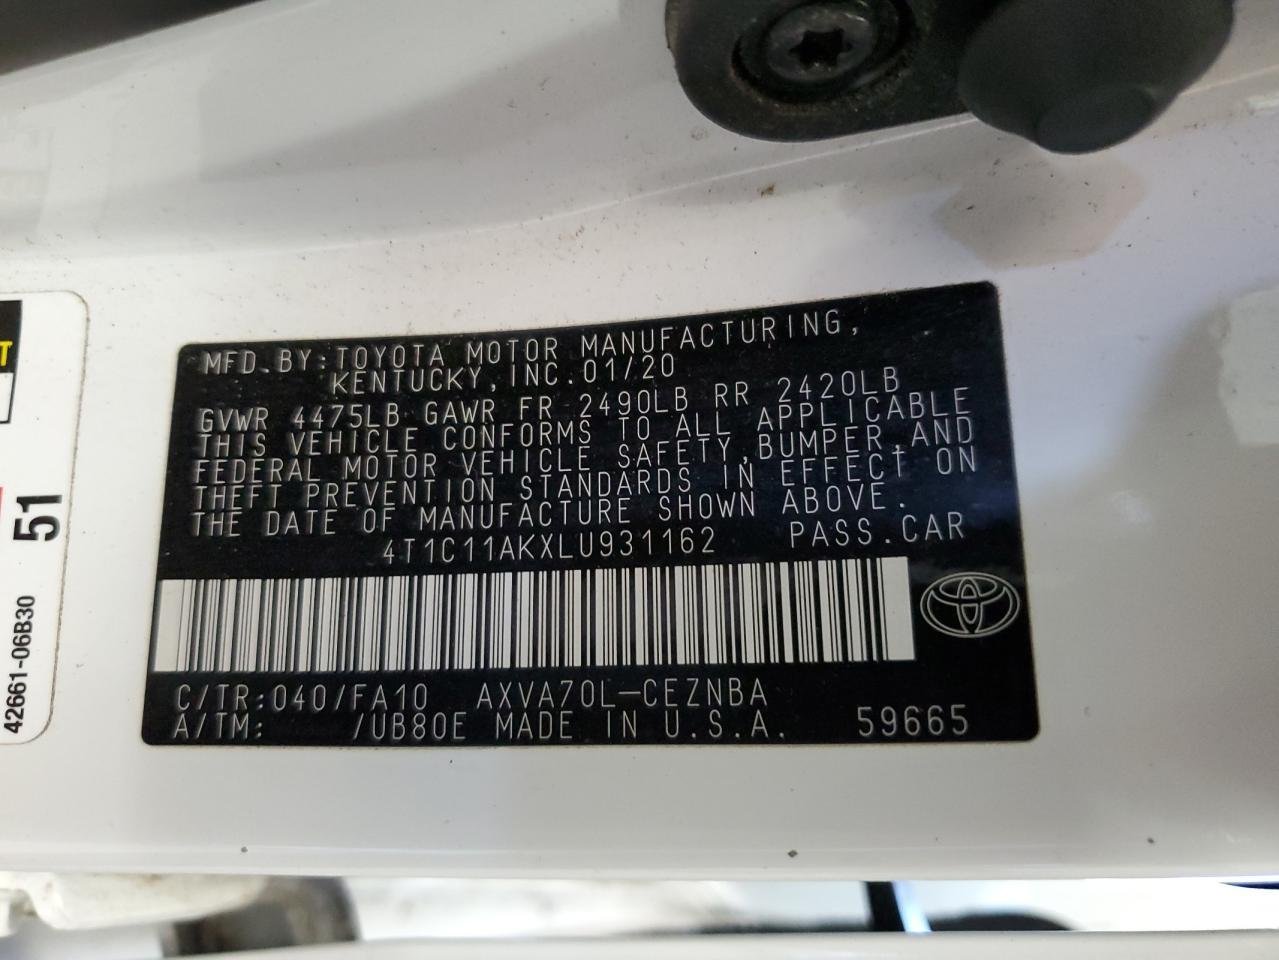 MFD.BY:TOYOTA MOTOR MANUFACTURING,
KENTUCKY,INC.01/20
GVWR 4475LB GAWR FR 2490LB RR 2420LB
THIS VEHICLE CONFORMS TO ALL APPLICABLE
FEDERAL MOTOR VEHICLE SAFETY,BUMPER,AND
THEFT PREVENTION STANDARDS IN EFFECT ON
THE DATE OF MANUFACTURE SHOWN ABOVE.
4T1C11AKXLU931162 PASS.CAR
C/TR:040/FA10 AXVA70L-CEZNBA
A/TM: /UB80E MADE IN U.S.A. 59665
T
51
42661-06B30